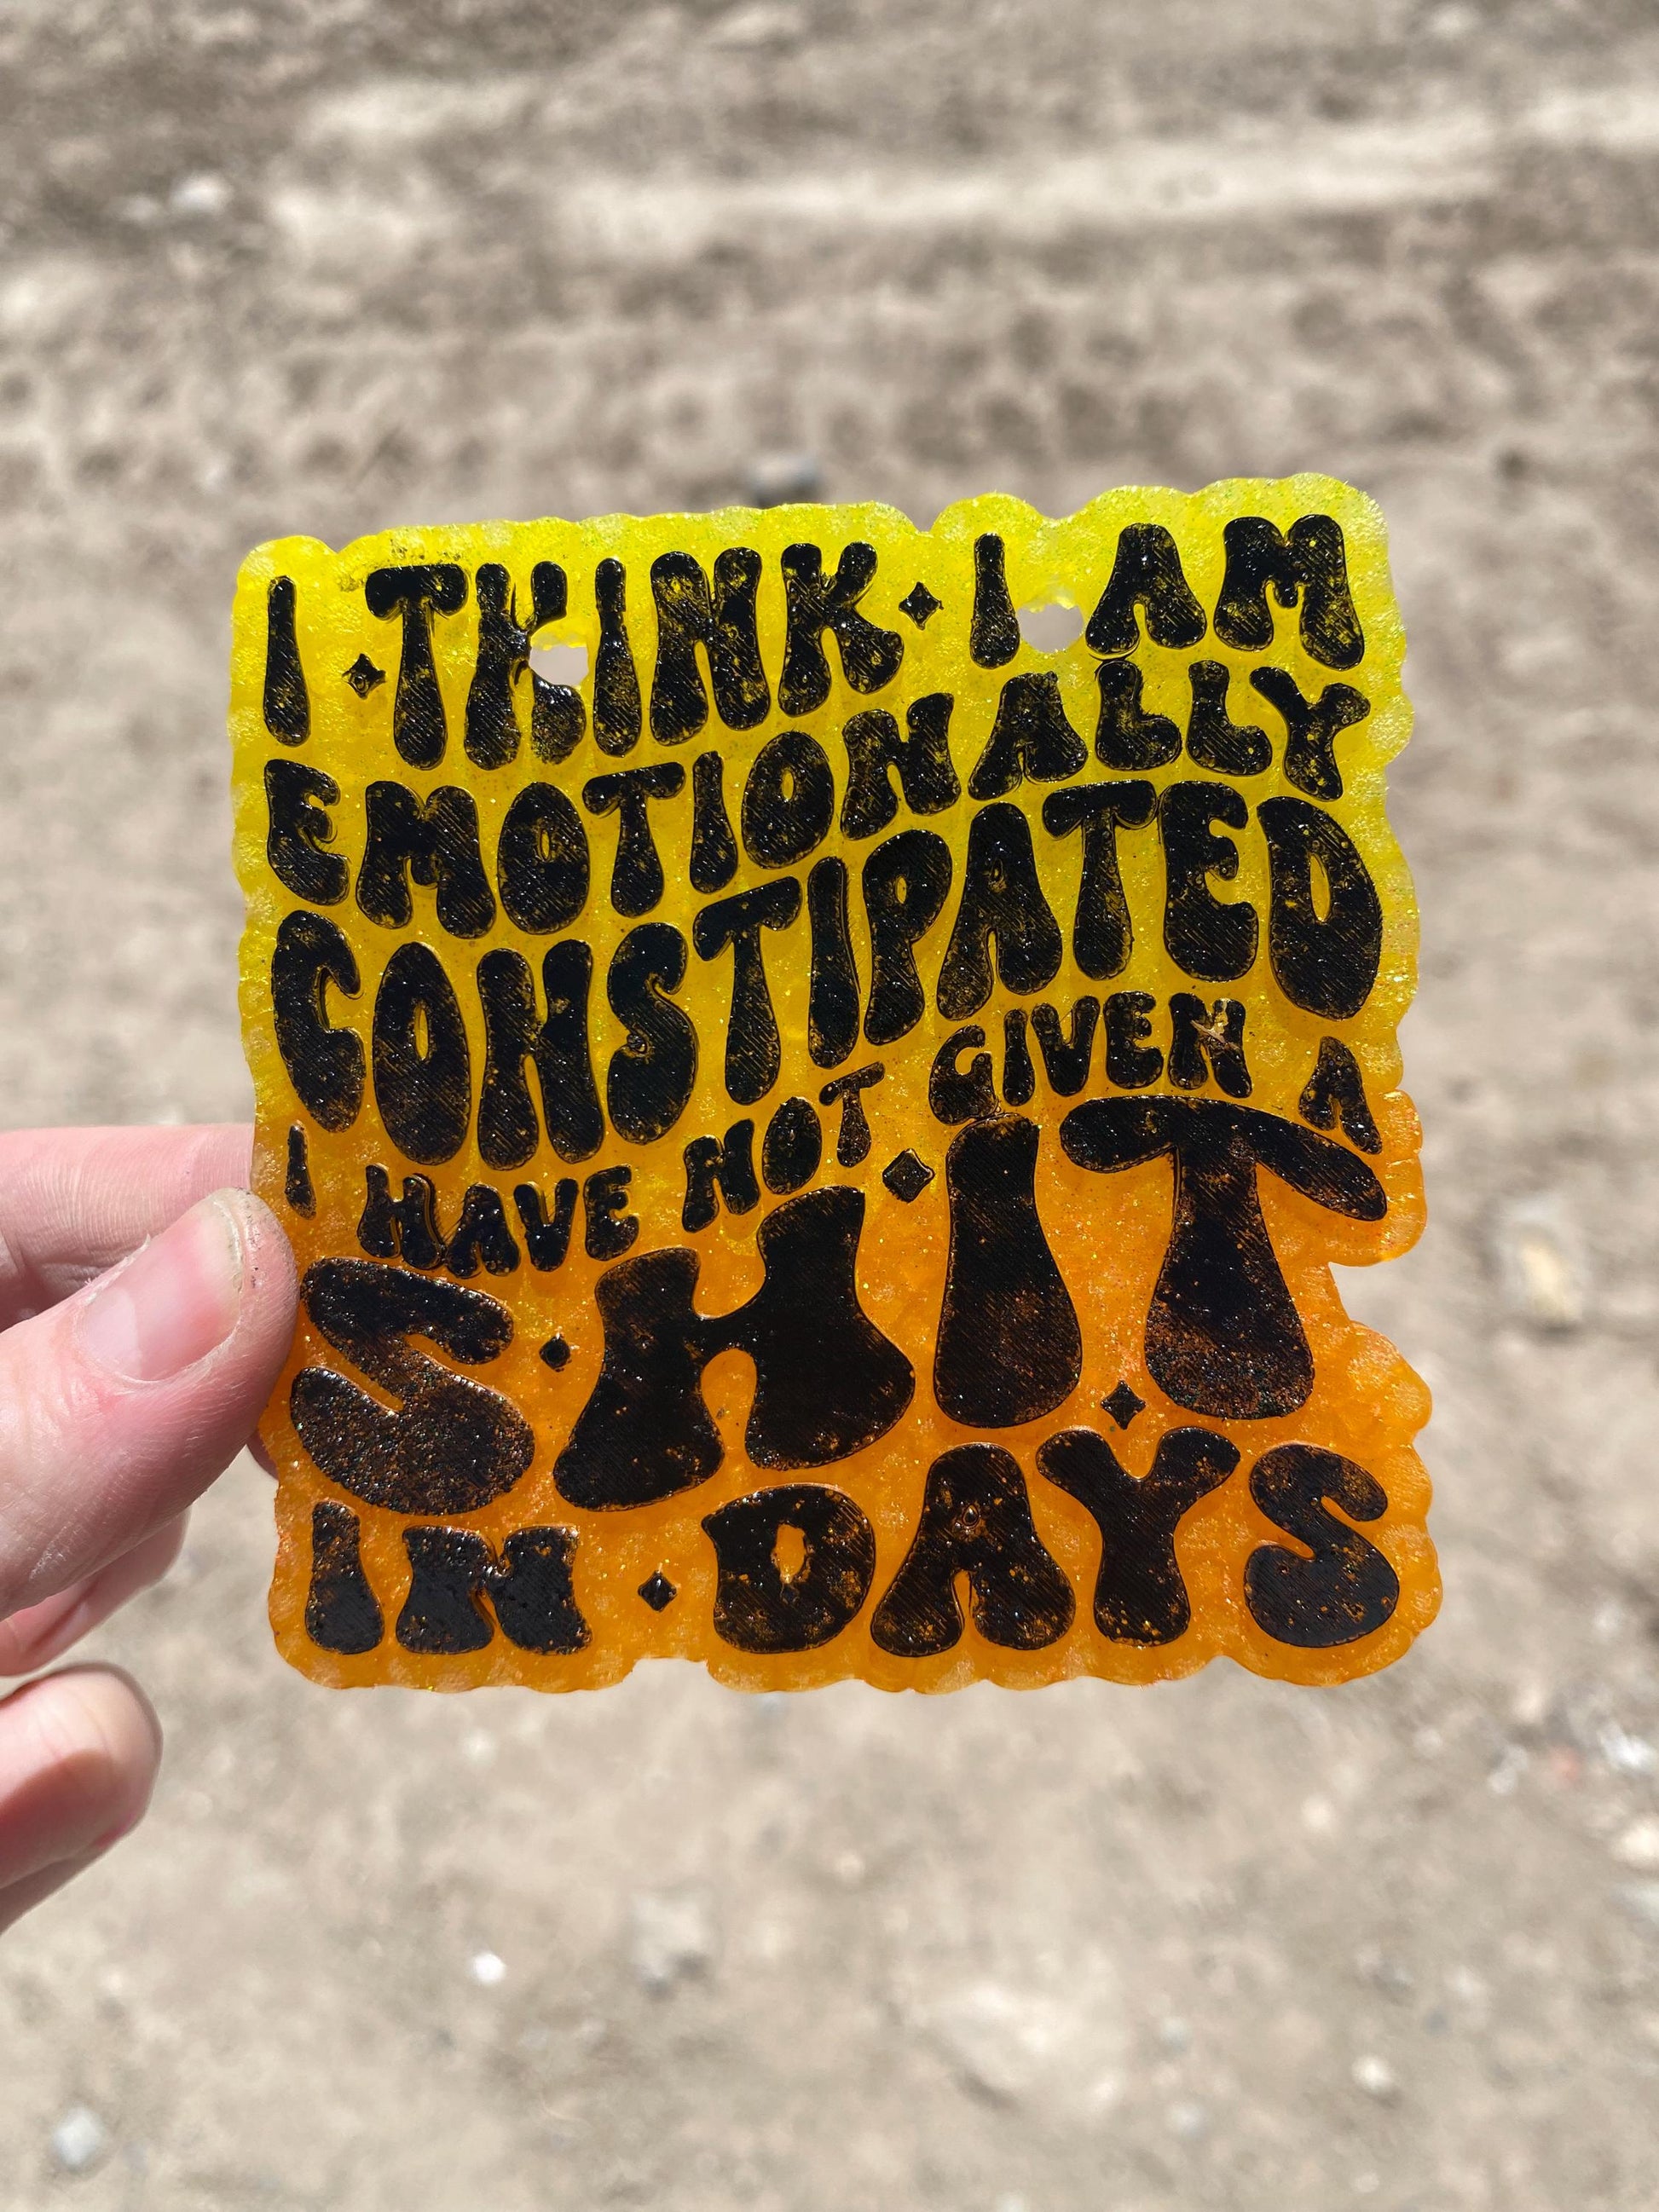 I THINK I AM
EMOTIONALLY
CONSTIPATED
I HAVE NOT GIVEN A
SHIT
IN DAYS